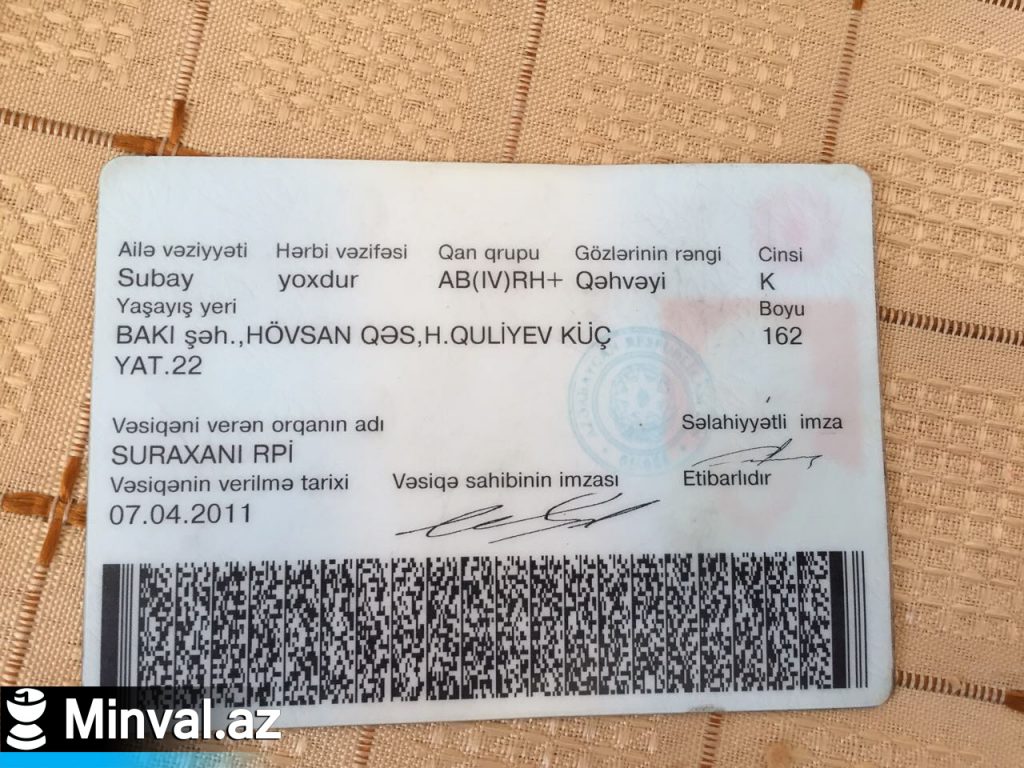 Ailə vəziyyəti Hərbi vəzifəsi Qan qrupu Gözlərinin rəngi Cinsi
Subay yoxdur AB(IV)RH+ Qəhvəyi K
Yaşayış yeri Boyu
BAKI şəh.,HÖVSAN QƏS,H.QULİYEV KÜÇ 162
YAT.22
Vəsiqəni verən orqanın adı Səlahiyyətli imza
SURAXANI RPİ
Vəsiqənin verilmə tarixi Vəsiqə sahibinin imzası Etibarlıdır
07.04.2011
Minval.az